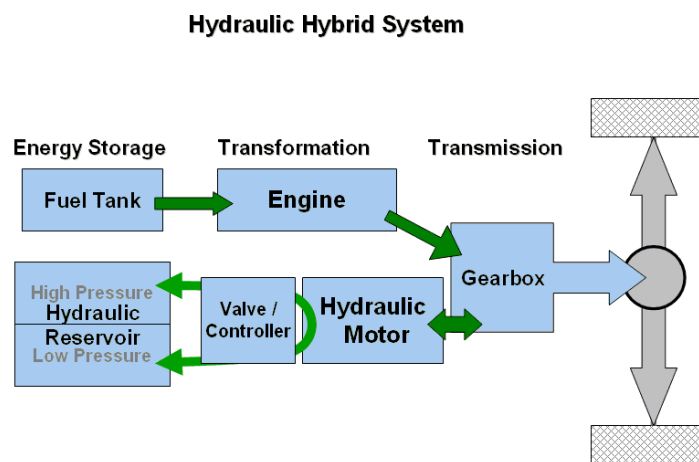 Hydraulic Hybrid System
Energy Storage
Transformation
Transmission
Fuel Tank
Engine
Gearbox
High Pressure
Hydraulic
Reservoir
Low Pressure
Valve /
Controller
Hydraulic
Motor